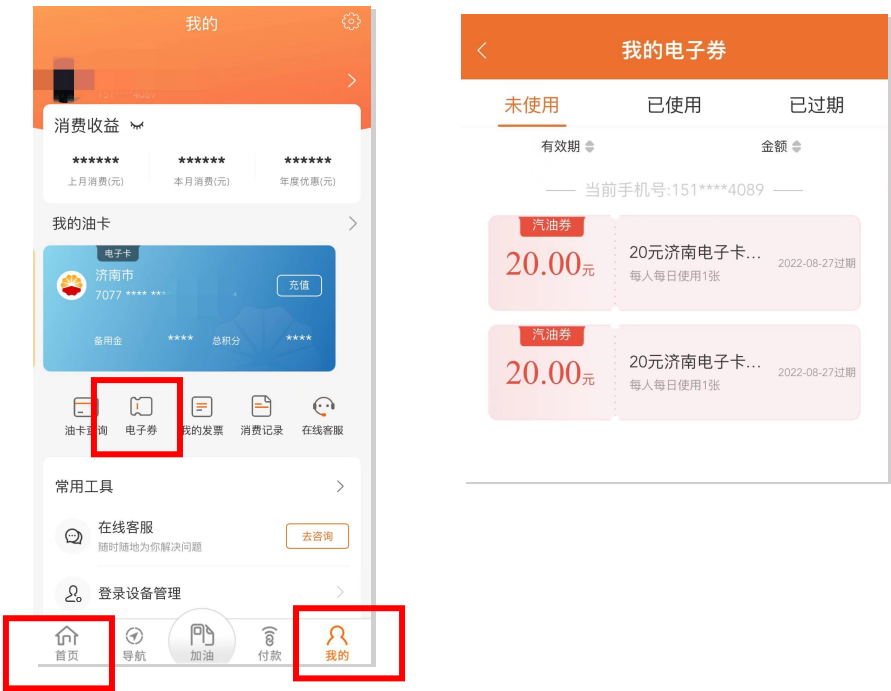 我的
消费收益
****** ****** ******
上月消费(元) 本月消费(元) 年度优惠(元)
我的油卡
电子卡
济南市
7077 **** **
充值
备用金 **** 总积分 ****
油卡查询 电子券 我的发票 消费记录 在线客服
常用工具
在线客服
随时随地为你解决问题
去咨询
登录设备管理
首页 导航 加油 付款 我的
我的电子券
未使用 已使用 已过期
有效期 金额
当前手机号:151****4089
汽油券
20.00元
20元济南电子卡...
每人每日使用1张
2022-08-27过期
汽油券
20.00元
20元济南电子卡...
每人每日使用1张
2022-08-27过期